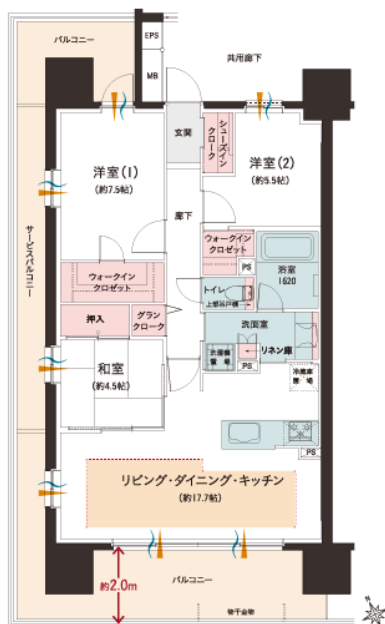 バルコニー
EPS
MB
共用廊下
玄関
シューズイン
クローク
洋室(1)
(約7.5帖)
洋室(2)
(約5.5帖)
廊下
サービスバルコニー
ウォークイン
クロゼット
ウォークイン
クロゼット
PS
浴室
1620
トイレ
上部吊戸棚
押入
グラン
クローク
洗面室
洗濯機
置場
リネン庫
PS
冷蔵庫
置場
和室
(約4.5帖)
PS
リビング・ダイニング・キッチン
(約17.7帖)
約2.0m
バルコニー
物干金物
N